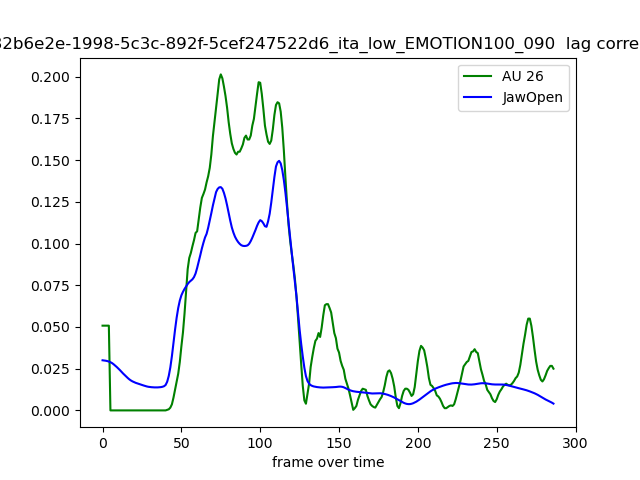 32b6e2e-1998-5c3c-892f-5cef247522d6_ita_low_EMOTION100_090 lag corre
AU 26
JawOpen
0.200
0.175
0.150
0.125
0.100
0.075
0.050
0.025
0.000
0 50 100 150 200 250 300
frame over time